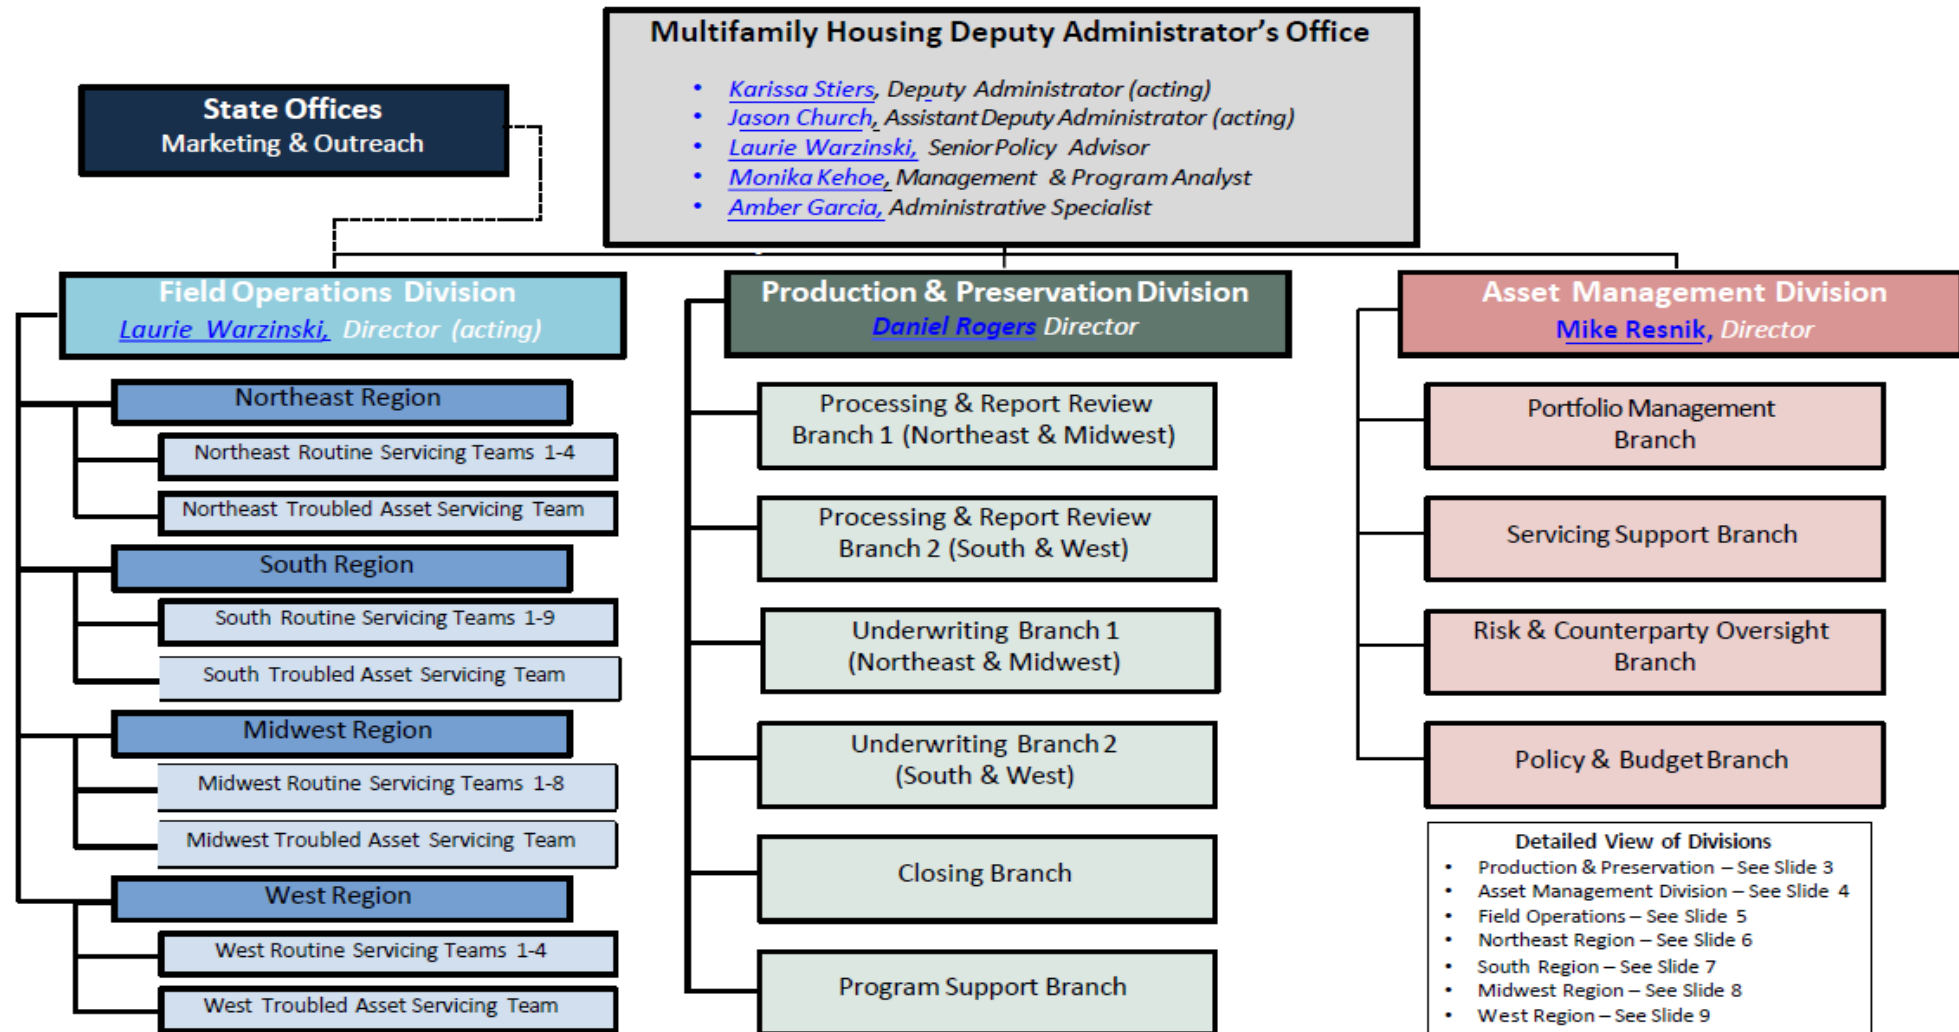 Multifamily Housing Deputy Administrator's Office
• Karissa Stiers, Deputy Administrator (acting)
• Jason Church, Assistant Deputy Administrator (acting)
• Laurie Warzinski, Senior Policy Advisor
• Monika Kehoe, Management & Program Analyst
• Amber Garcia, Administrative Specialist
State Offices
Marketing & Outreach
Field Operations Division
Laurie Warzinski, Director (acting)
Northeast Region
Northeast Routine Servicing Teams 1-4
Northeast Troubled Asset Servicing Team
South Region
South Routine Servicing Teams 1-9
South Troubled Asset Servicing Team
Midwest Region
Midwest Routine Servicing Teams 1-8
Midwest Troubled Asset Servicing Team
West Region
West Routine Servicing Teams 1-4
West Troubled Asset Servicing Team
Production & Preservation Division
Daniel Rogers Director
Processing & Report Review
Branch 1 (Northeast & Midwest)
Processing & Report Review
Branch 2 (South & West)
Underwriting Branch 1
(Northeast & Midwest)
Underwriting Branch 2
(South & West)
Closing Branch
Program Support Branch
Asset Management Division
Mike Resnik, Director
Portfolio Management
Branch
Servicing Support Branch
Risk & Counterparty Oversight
Branch
Policy & Budget Branch
Detailed View of Divisions
• Production & Preservation – See Slide 3
• Asset Management Division – See Slide 4
• Field Operations – See Slide 5
• Northeast Region – See Slide 6
• South Region – See Slide 7
• Midwest Region – See Slide 8
• West Region – See Slide 9